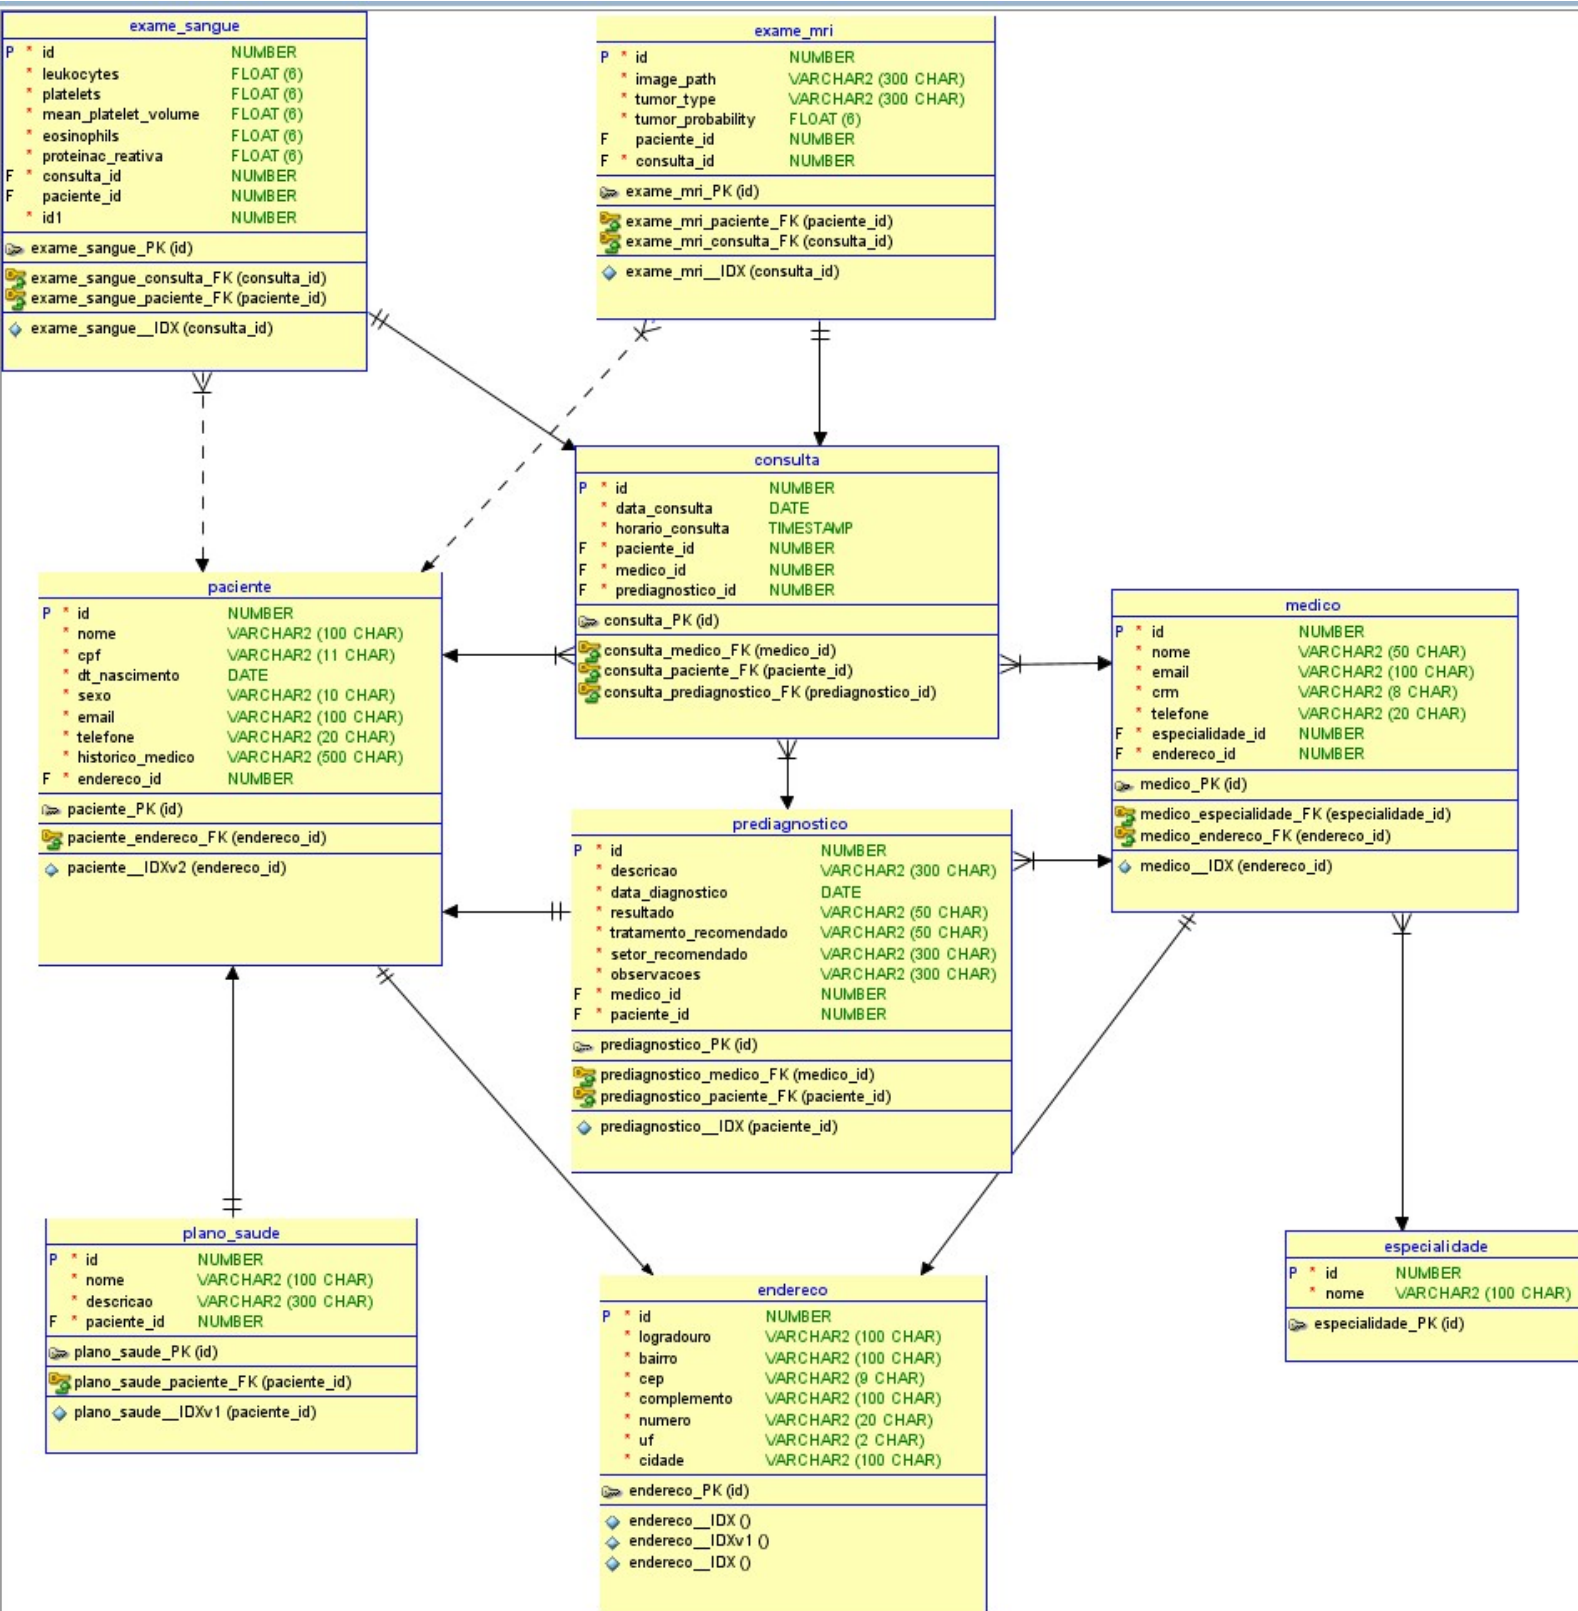 exame_sangue
P * id NUMBER
* leukocytes FLOAT (6)
* platelets FLOAT (6)
* mean_platelet_volume FLOAT (6)
* eosinophils FLOAT (6)
* proteinac_reativa FLOAT (6)
F * consulta_id NUMBER
F paciente_id NUMBER
* id1 NUMBER
exame_sangue_PK (id)
exame_sangue_consulta_FK (consulta_id)
exame_sangue_paciente_FK (paciente_id)
exame_sangue__IDX (consulta_id)
exame_mri
P * id NUMBER
* image_path VARCHAR2 (300 CHAR)
* tumor_type VARCHAR2 (300 CHAR)
* tumor_probability FLOAT (6)
F paciente_id NUMBER
F * consulta_id NUMBER
exame_mri_PK (id)
exame_mri_paciente_FK (paciente_id)
exame_mri_consulta_FK (consulta_id)
exame_mri__IDX (consulta_id)
consulta
P * id NUMBER
* data_consulta DATE
* horario_consulta TIMESTAMP
F * paciente_id NUMBER
F * medico_id NUMBER
F * prediagnostico_id NUMBER
consulta_PK (id)
consulta_medico_FK (medico_id)
consulta_paciente_FK (paciente_id)
consulta_prediagnostico_FK (prediagnostico_id)
paciente
P * id NUMBER
* nome VARCHAR2 (100 CHAR)
* cpf VARCHAR2 (11 CHAR)
* dt_nascimento DATE
* sexo VARCHAR2 (10 CHAR)
* email VARCHAR2 (100 CHAR)
* telefone VARCHAR2 (20 CHAR)
* historico_medico VARCHAR2 (500 CHAR)
F * endereco_id NUMBER
paciente_PK (id)
paciente_endereco_FK (endereco_id)
paciente__IDXv2 (endereco_id)
medico
P * id NUMBER
* nome VARCHAR2 (50 CHAR)
* email VARCHAR2 (100 CHAR)
* crm VARCHAR2 (8 CHAR)
* telefone VARCHAR2 (20 CHAR)
F * especialidade_id NUMBER
F * endereco_id NUMBER
medico_PK (id)
medico_especialidade_FK (especialidade_id)
medico_endereco_FK (endereco_id)
medico__IDX (endereco_id)
prediagnostico
P * id NUMBER
* descricao VARCHAR2 (300 CHAR)
* data_diagnostico DATE
* resultado VARCHAR2 (50 CHAR)
* tratamento_recomendado VARCHAR2 (50 CHAR)
* setor_recomendado VARCHAR2 (300 CHAR)
* observacoes VARCHAR2 (300 CHAR)
F * medico_id NUMBER
F * paciente_id NUMBER
prediagnostico_PK (id)
prediagnostico_medico_FK (medico_id)
prediagnostico_paciente_FK (paciente_id)
prediagnostico__IDX (paciente_id)
plano_saude
P * id NUMBER
* nome VARCHAR2 (100 CHAR)
* descricao VARCHAR2 (300 CHAR)
F * paciente_id NUMBER
plano_saude_PK (id)
plano_saude_paciente_FK (paciente_id)
plano_saude__IDXv1 (paciente_id)
endereco
P * id NUMBER
* logradouro VARCHAR2 (100 CHAR)
* bairro VARCHAR2 (100 CHAR)
* cep VARCHAR2 (9 CHAR)
* complemento VARCHAR2 (100 CHAR)
* numero VARCHAR2 (20 CHAR)
* uf VARCHAR2 (2 CHAR)
* cidade VARCHAR2 (100 CHAR)
endereco_PK (id)
endereco__IDX ()
endereco__IDXv1 ()
endereco__IDX ()
especialidade
P * id NUMBER
* nome VARCHAR2 (100 CHAR)
especialidade_PK (id)